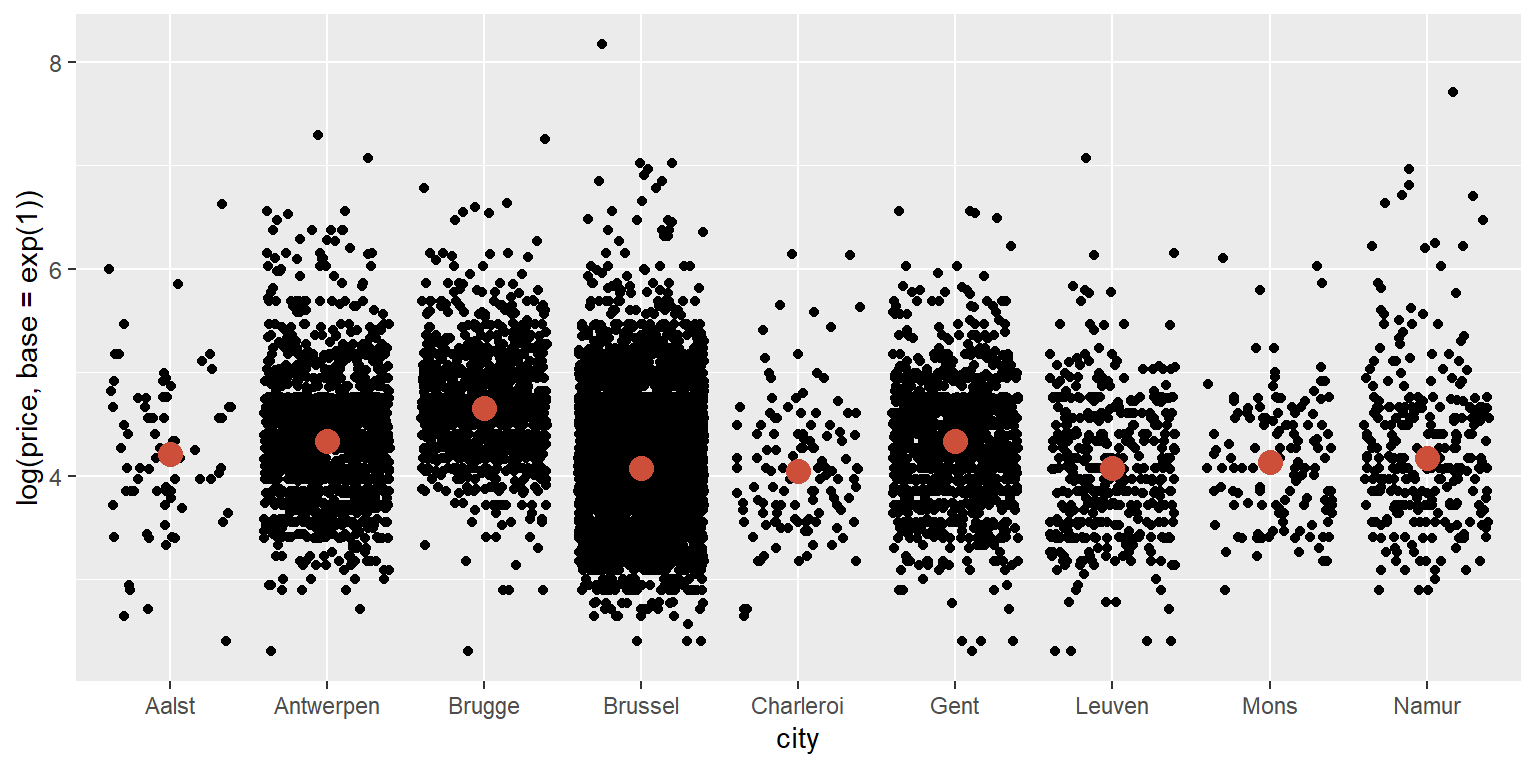 log(price, base = exp(1))
8
6
4
Aalst Antwerpen Brugge Brussel Charleroi Gent Leuven Mons Namur
city